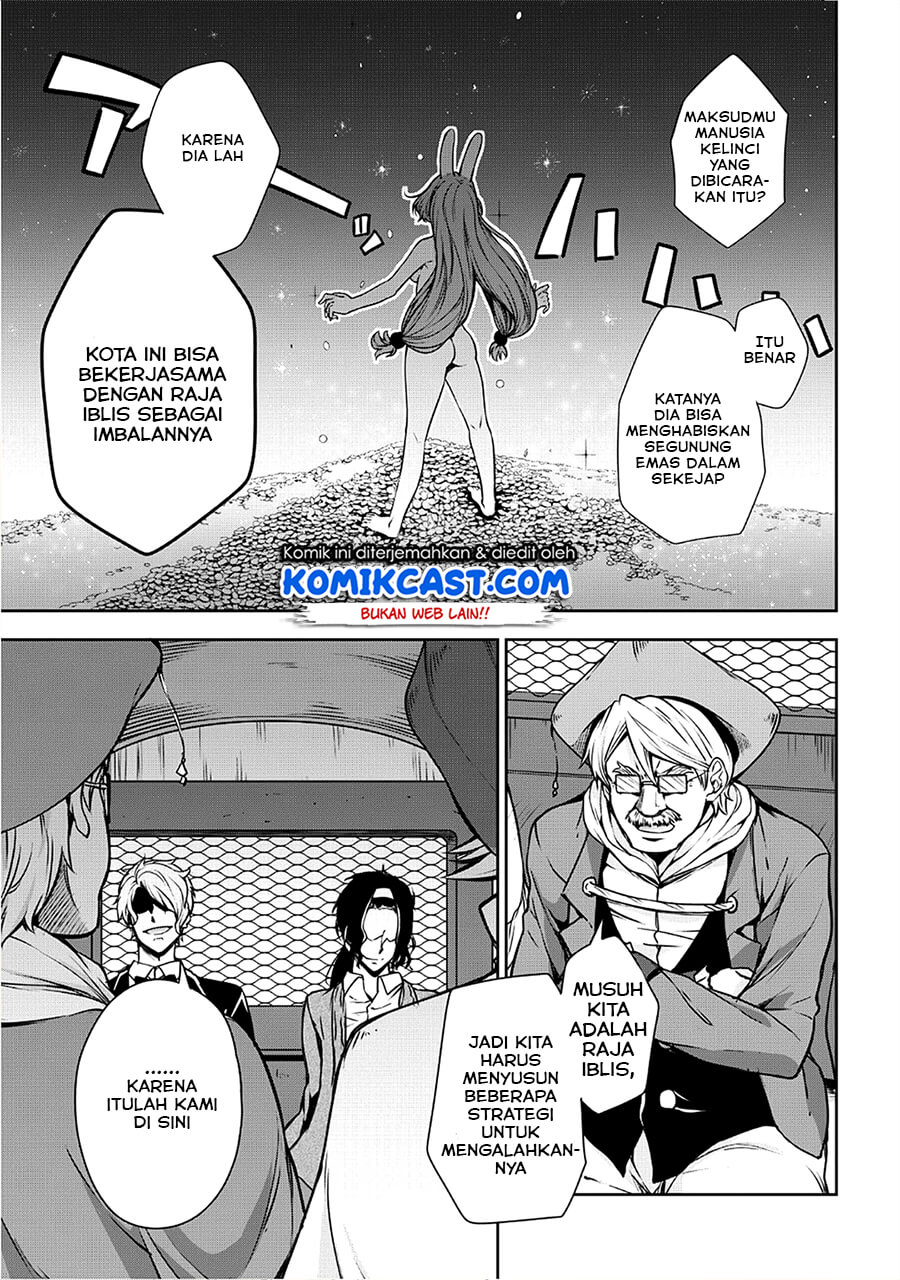 MAKSUDMU
MANUSIA
KELINCI
YANG
DIBICARA-
KAN ITU?
ITU
BENAR
KATANYA
DIA BISA
MENGHABISKAN
SEGUNUNG
EMAS DALAM
SEKEJAP
KARENA
DIA LAH
KOTA INI BISA
BEKERJASAMA
DENGAN RAJA
IBLIS SEBAGAI
IMBALANNYA
Komik ini diterjemahkan & diedit oleh
KOMIKCAST.COM
BUKAN WEB LAIN!!
MUSUH
KITA
ADALAH
RAJA
IBLIS,
JADI KITA
HARUS
MENYUSUN
BEBERAPA
STRATEGI
UNTUK
MENGALAHKAN-
NYA
......
KARENA
ITULAH KAMI
DI SINI